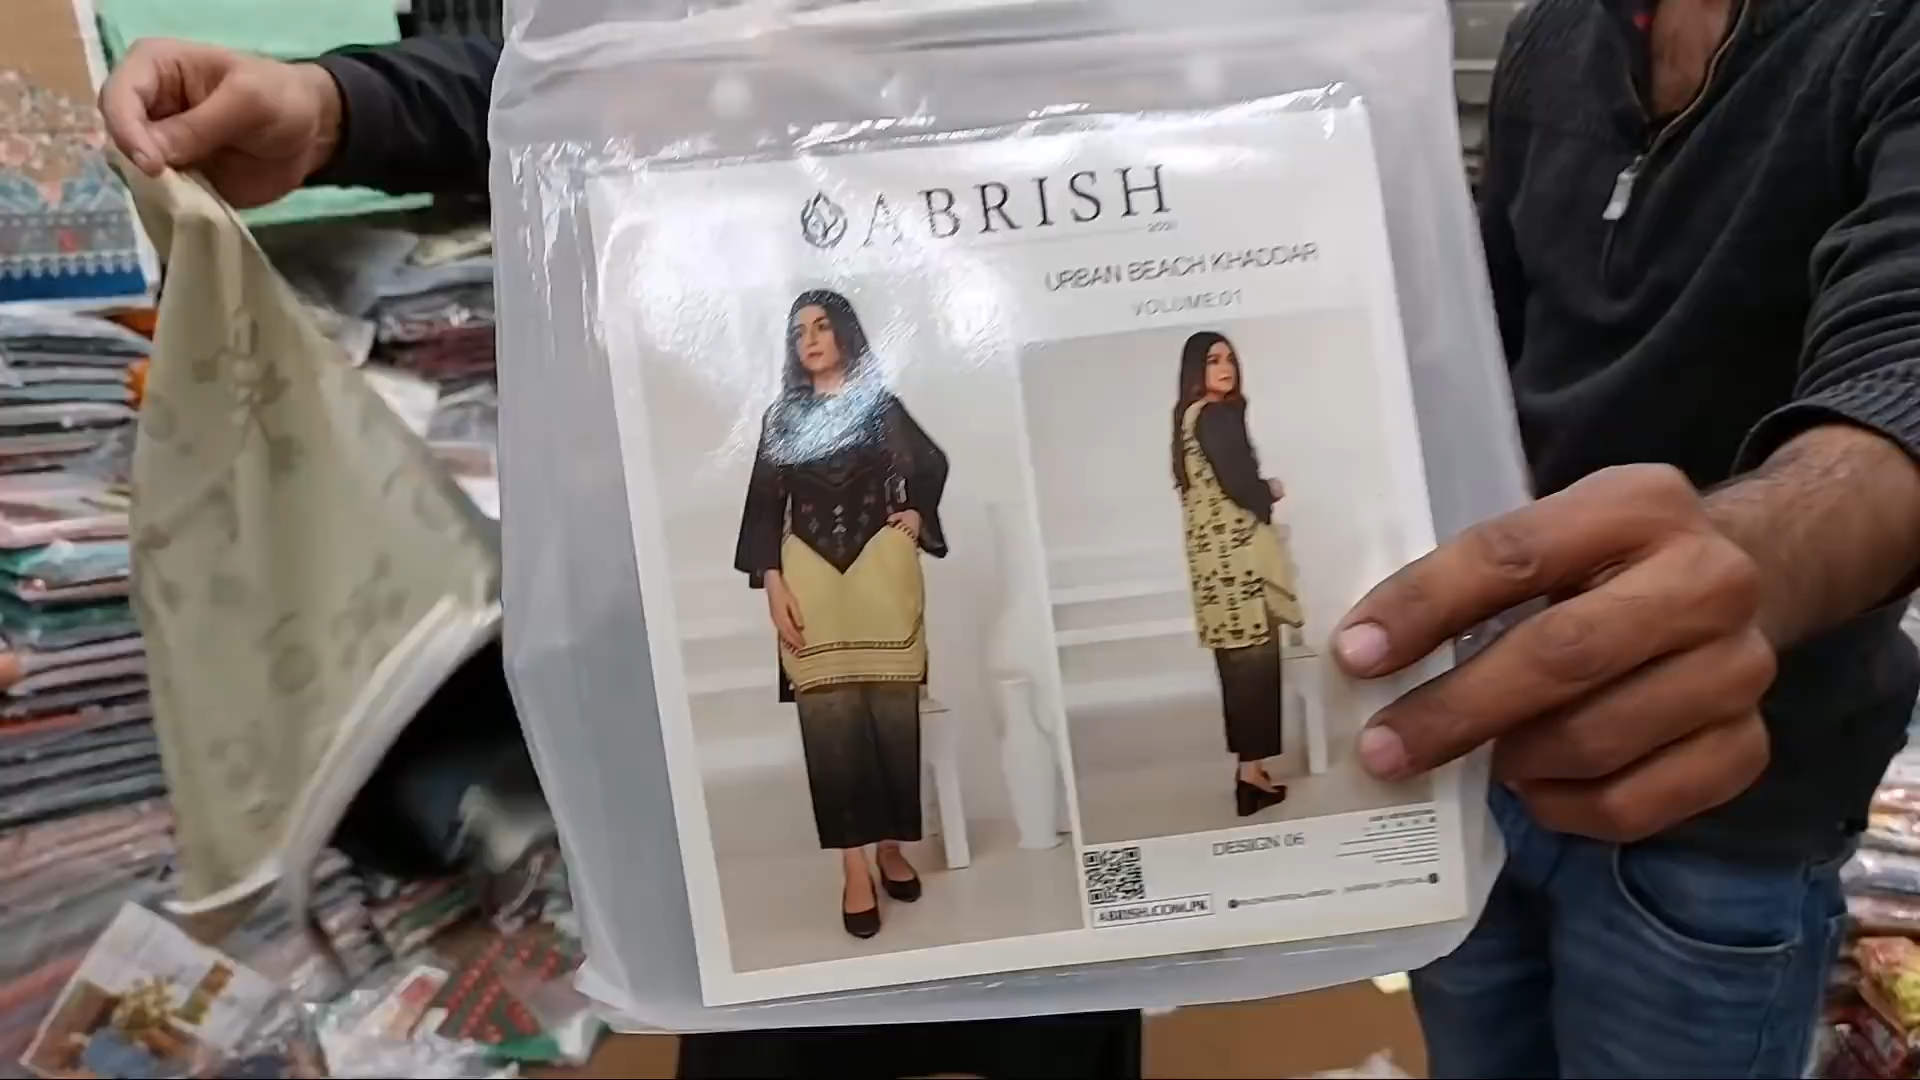 ABRISH
URBAN BEACH KHADDAR
VOLUME 01
DESIGN 06
ABRISH.COM.PK